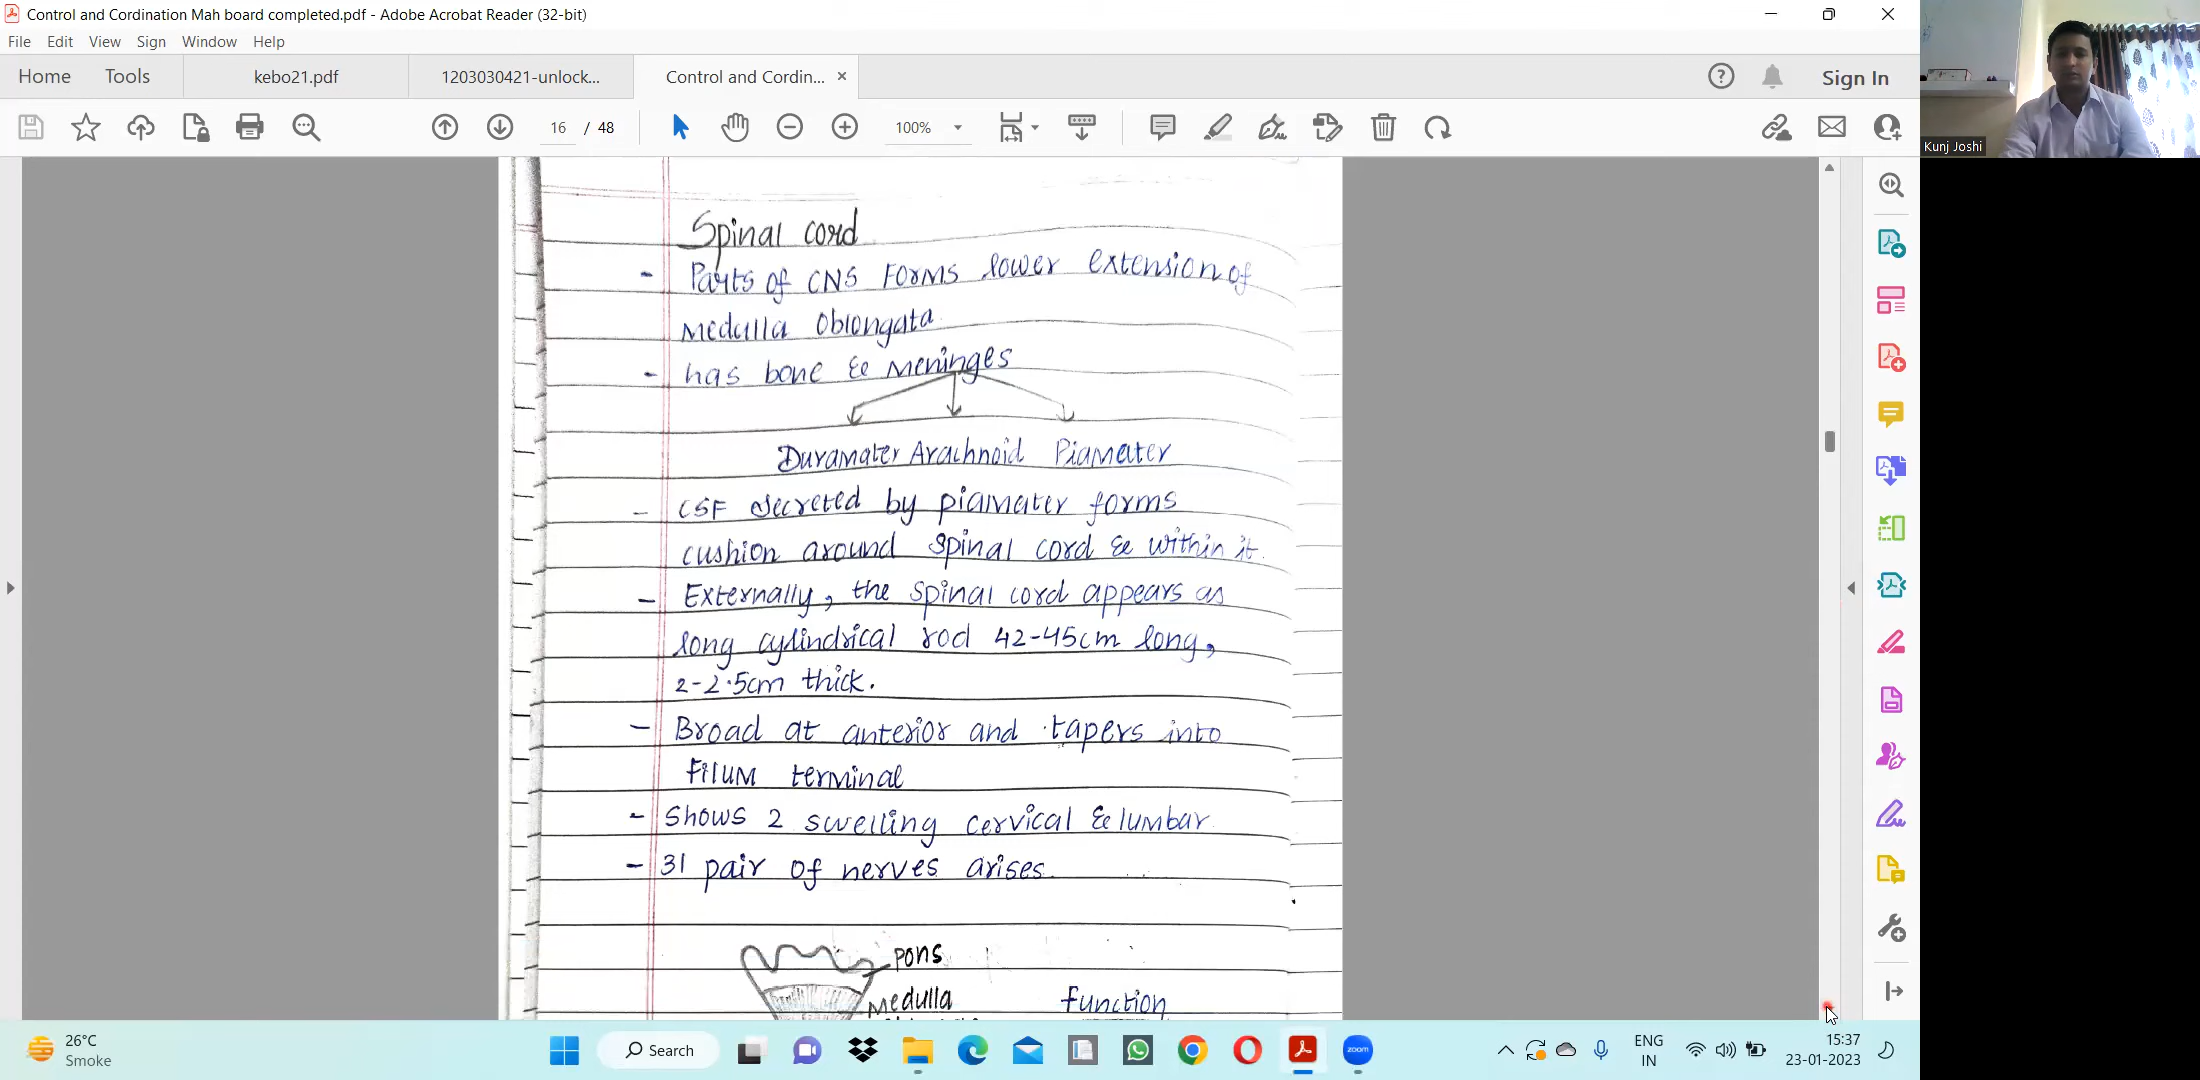 Control and Cordination Mah board completed.pdf - Adobe Acrobat Reader (32-bit)
File Edit View Sign Window Help
Home Tools kebo21.pdf 1203030421-unlock... Control and Cordin... × Sign In
16 / 48 100%
Kunj Joshi
Spinal cord
- Parts of CNS Forms lower extension of
Medulla Oblongata.
- has bone & Meninges
Duramater Arachnoid Piamater
- CSF secreted by piamater forms
cushion around spinal cord & within it.
- Externally, the spinal cord appears as
long cylindrical rod 42-45cm long,
2-2.5cm thick.
- Broad at anterior and tapers into
Filum terminal
- Shows 2 swelling cervical & lumbar.
- 31 pair of nerves arises.
Pons
Medulla Function
26°C
Smoke
Search
zoom
ENG
IN
15:37
23-01-2023